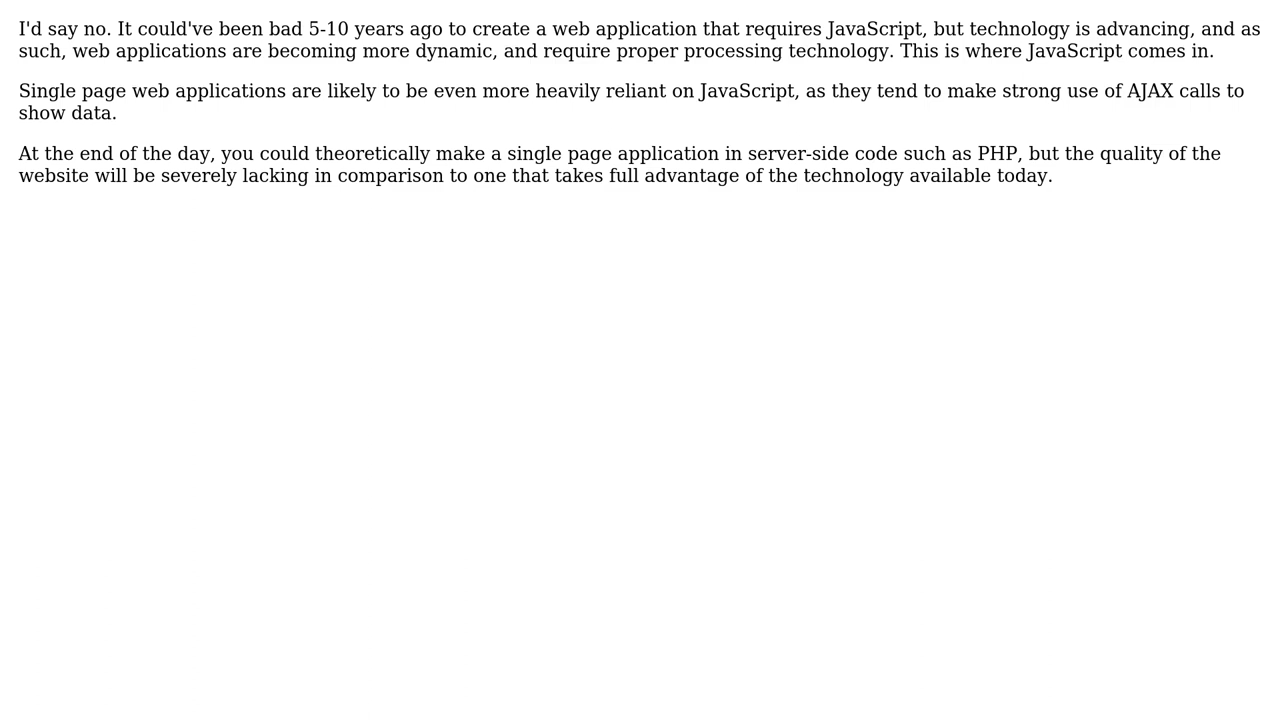 I'd say no. It could've been bad 5-10 years ago to create a web application that requires JavaScript, but technology is advancing, and as
such, web applications are becoming more dynamic, and require proper processing technology. This is where JavaScript comes in.
Single page web applications are likely to be even more heavily reliant on JavaScript, as they tend to make strong use of AJAX calls to
show data.
At the end of the day, you could theoretically make a single page application in server-side code such as PHP, but the quality of the
website will be severely lacking in comparison to one that takes full advantage of the technology available today.